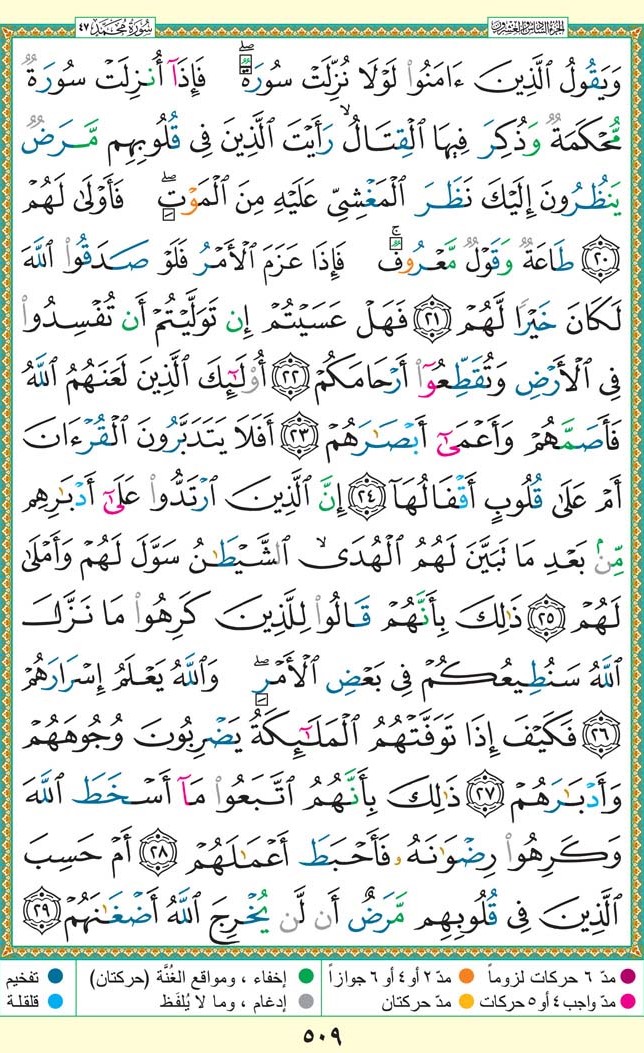 الجزء السادس والعشرون
سورة محمد ٤٧
وَيَقُولُ ٱلَّذِينَ ءَامَنُوا۟ لَوْلَا نُزِّلَتْ سُورَةٌ ۖ فَإِذَآ أُنزِلَتْ سُورَةٌ
مُّحْكَمَةٌ وَذُكِرَ فِيهَا ٱلْقِتَالُ ۙ رَأَيْتَ ٱلَّذِينَ فِى قُلُوبِهِم مَّرَضٌ
يَنظُرُونَ إِلَيْكَ نَظَرَ ٱلْمَغْشِىِّ عَلَيْهِ مِنَ ٱلْمَوْتِ ۖ فَأَوْلَىٰ لَهُمْ
﴿٢٠﴾ طَاعَةٌ وَقَوْلٌ مَّعْرُوفٌ ۚ فَإِذَا عَزَمَ ٱلْأَمْرُ فَلَوْ صَدَقُوا۟ ٱللَّهَ
لَكَانَ خَيْرًا لَّهُمْ ﴿٢١﴾ فَهَلْ عَسَيْتُمْ إِن تَوَلَّيْتُمْ أَن تُفْسِدُوا۟
فِى ٱلْأَرْضِ وَتُقَطِّعُوٓا۟ أَرْحَامَكُمْ ﴿٢٢﴾ أُو۟لَـٰٓئِكَ ٱلَّذِينَ لَعَنَهُمُ ٱللَّهُ
فَأَصَمَّهُمْ وَأَعْمَىٰٓ أَبْصَـٰرَهُمْ ﴿٢٣﴾ أَفَلَا يَتَدَبَّرُونَ ٱلْقُرْءَانَ
أَمْ عَلَىٰ قُلُوبٍ أَقْفَالُهَآ ﴿٢٤﴾ إِنَّ ٱلَّذِينَ ٱرْتَدُّوا۟ عَلَىٰٓ أَدْبَـٰرِهِم
مِّنۢ بَعْدِ مَا تَبَيَّنَ لَهُمُ ٱلْهُدَى ۙ ٱلشَّيْطَـٰنُ سَوَّلَ لَهُمْ وَأَمْلَىٰ
لَهُمْ ﴿٢٥﴾ ذَٰلِكَ بِأَنَّهُمْ قَالُوا۟ لِلَّذِينَ كَرِهُوا۟ مَا نَزَّلَ
ٱللَّهُ سَنُطِيعُكُمْ فِى بَعْضِ ٱلْأَمْرِ ۖ وَٱللَّهُ يَعْلَمُ إِسْرَارَهُمْ
﴿٢٦﴾ فَكَيْفَ إِذَا تَوَفَّتْهُمُ ٱلْمَلَـٰٓئِكَةُ يَضْرِبُونَ وُجُوهَهُمْ
وَأَدْبَـٰرَهُمْ ﴿٢٧﴾ ذَٰلِكَ بِأَنَّهُمُ ٱتَّبَعُوا۟ مَآ أَسْخَطَ ٱللَّهَ
وَكَرِهُوا۟ رِضْوَٰنَهُۥ فَأَحْبَطَ أَعْمَـٰلَهُمْ ﴿٢٨﴾ أَمْ حَسِبَ
ٱلَّذِينَ فِى قُلُوبِهِم مَّرَضٌ أَن لَّن يُخْرِجَ ٱللَّهُ أَضْغَـٰنَهُمْ ﴿٢٩﴾
مدّ ٦ حركات لزوماً مدّ ٢ أو ٤ أو ٦ جوازاً إخفاء ، ومواقع الغُنَّة (حركتان) تفخيم
مدّ واجب ٤ أو ٥ حركات مدّ حركتان إدغام ، وما لا يُلفَظ قلقلة
٥٠٩